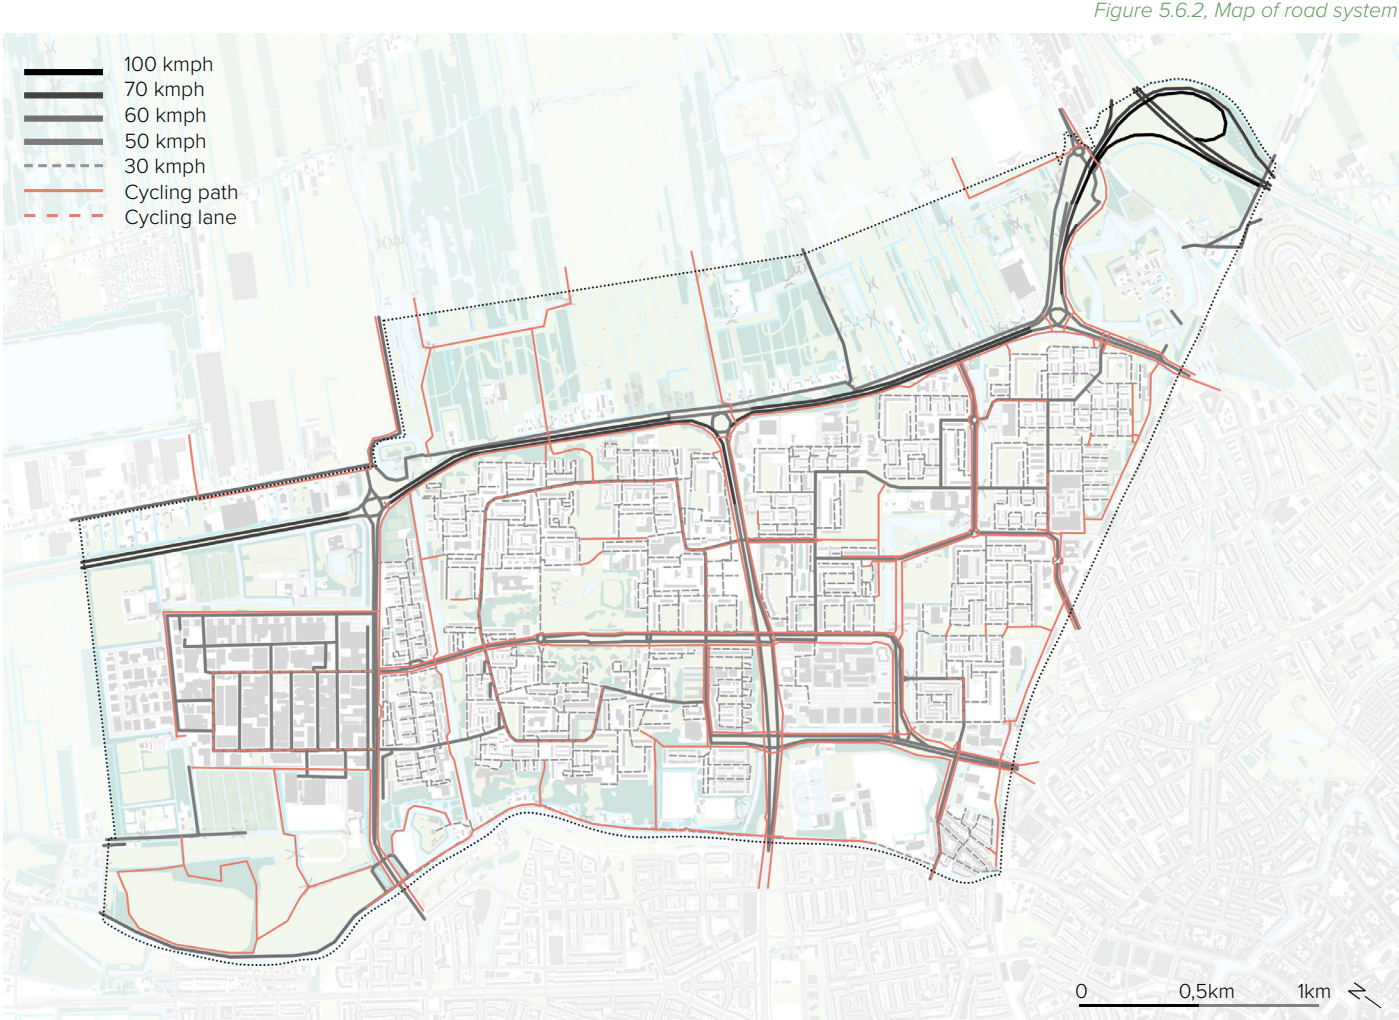 Figure 5.6.2, Map of road system
100 kmph
70 kmph
60 kmph
50 kmph
30 kmph
Cycling path
Cycling lane
0 0,5km 1km N